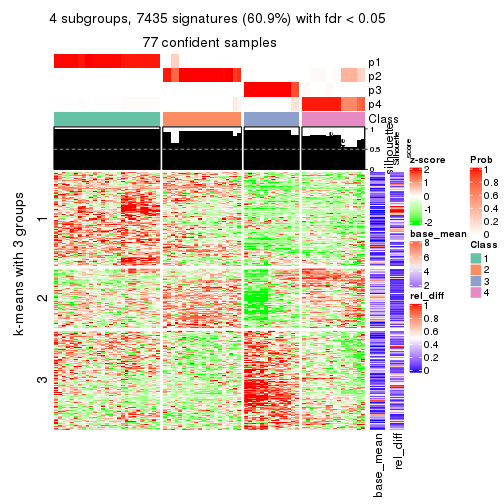 4 subgroups, 7435 signatures (60.9%) with fdr < 0.05
77 confident samples
p1
p2
p3
p4
Class
1
0.5
0
silhouette
Silhouette
score
k-means with 3 groups
1
2
3
base_mean
rel_diff
z-score
2
1
0
-1
-2
base_mean
8
6
4
2
rel_diff
1
0.8
0.6
0.4
0.2
0
Prob
1
0.8
0.6
0.4
0.2
0
Class
1
2
3
4